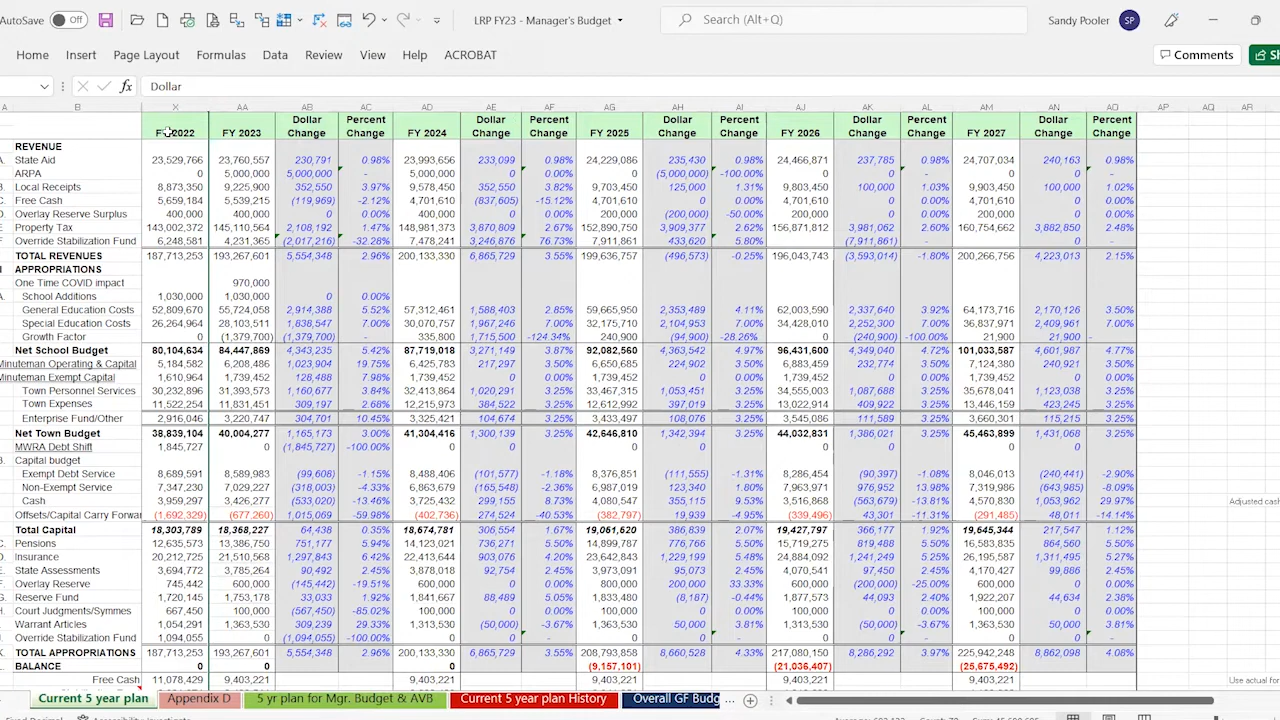 AutoSave Off LRP FY23 - Manager's Budget Search (Alt+Q) Sandy Pooler SP
Home Insert Page Layout Formulas Data Review View Help ACROBAT Comments Sh
fx Dollar
A B X AA AB AC AD AE AF AG AH AI AJ AK AL AM AN AO AP AQ AR
Dollar Percent Dollar Percent Dollar Percent Dollar Percent Dollar Percent
FY 2022 FY 2023 Change Change FY 2024 Change Change FY 2025 Change Change FY 2026 Change Change FY 2027 Change Change
REVENUE
A. State Aid 23,529,766 23,760,557 230,791 0.98% 23,993,656 233,099 0.98% 24,229,086 235,430 0.98% 24,466,871 237,785 0.98% 24,707,034 240,163 0.98%
ARPA 0 5,000,000 5,000,000 - 5,000,000 0 0.00% 0 (5,000,000) -100.00% 0 0 - 0 0 -
B. Local Receipts 8,873,350 9,225,900 352,550 3.97% 9,578,450 352,550 3.82% 9,703,450 125,000 1.31% 9,803,450 100,000 1.03% 9,903,450 100,000 1.02%
C. Free Cash 5,659,184 5,539,215 (119,969) -2.12% 4,701,610 (837,605) -15.12% 4,701,610 0 0.00% 4,701,610 0 0.00% 4,701,610 0 0.00%
D. Overlay Reserve Surplus 400,000 400,000 0 0.00% 400,000 0 0.00% 200,000 (200,000) -50.00% 200,000 0 0.00% 200,000 0 0.00%
E. Property Tax 143,002,372 145,110,564 2,108,192 1.47% 148,981,373 3,870,809 2.67% 152,890,750 3,909,377 2.62% 156,871,812 3,981,062 2.60% 160,754,662 3,882,850 2.48%
F. Override Stabilization Fund 6,248,581 4,231,365 (2,017,216) -32.28% 7,478,241 3,246,876 76.73% 7,911,861 433,620 5.80% 0 (7,911,861) - 0 0 -
TOTAL REVENUES 187,713,253 193,267,601 5,554,348 2.96% 200,133,330 6,865,729 3.55% 199,636,757 (496,573) -0.25% 196,043,743 (3,593,014) -1.80% 200,266,756 4,223,013 2.15%
APPROPRIATIONS
One Time COVID impact 970,000
A. School Additions 1,030,000 1,030,000 0 0.00%
General Education Costs 52,809,670 55,724,058 2,914,388 5.52% 57,312,461 1,588,403 2.85% 59,665,950 2,353,489 4.11% 62,003,590 2,337,640 3.92% 64,173,716 2,170,126 3.50%
Special Education Costs 26,264,964 28,103,511 1,838,547 7.00% 30,070,757 1,967,246 7.00% 32,175,710 2,104,953 7.00% 34,428,010 2,252,300 7.00% 36,837,971 2,409,961 7.00%
Growth Factor 0 (1,379,700) (1,379,700) - 335,800 1,715,500 -124.34% 240,900 (94,900) -28.26% 0 (240,900) -100.00% 21,900 21,900 -
Net School Budget 80,104,634 84,447,869 4,343,235 5.42% 87,719,018 3,271,149 3.87% 92,082,560 4,363,542 4.97% 96,431,600 4,349,040 4.72% 101,033,587 4,601,987 4.77%
Minuteman Operating & Capital 5,184,582 6,208,486 1,023,904 19.75% 6,425,783 217,297 3.50% 6,650,685 224,902 3.50% 6,883,459 232,774 3.50% 7,124,380 240,921 3.50%
Minuteman Exempt Capital 1,610,964 1,739,452 128,488 7.98% 1,739,452 0 0.00% 1,739,452 0 0.00% 1,739,452 0 0.00% 1,739,452 0 0.00%
Town Personnel Services 30,232,896 31,393,573 1,160,677 3.84% 32,413,864 1,020,291 3.25% 33,467,315 1,053,451 3.25% 34,555,003 1,087,688 3.25% 35,678,041 1,123,038 3.25%
Town Expenses 11,522,254 11,831,451 309,197 2.68% 12,215,973 384,522 3.25% 12,612,992 397,019 3.25% 13,022,914 409,922 3.25% 13,446,159 423,245 3.25%
Enterprise Fund/Other 2,916,046 3,220,747 304,701 10.45% 3,325,421 104,674 3.25% 3,433,497 108,076 3.25% 3,545,086 111,589 3.25% 3,660,301 115,215 3.25%
Net Town Budget 38,839,104 40,004,277 1,165,173 3.00% 41,304,416 1,300,139 3.25% 42,646,810 1,342,394 3.25% 44,032,831 1,386,021 3.25% 45,463,899 1,431,068 3.25%
MWRA Debt Shift 1,845,727 0 (1,845,727) -100.00% 0 0 0 0 0 0 0 0
B. Capital budget
Exempt Debt Service 8,689,591 8,589,983 (99,608) -1.15% 8,488,406 (101,577) -1.18% 8,376,851 (111,555) -1.31% 8,286,454 (90,397) -1.08% 8,046,013 (240,441) -2.90%
Non-Exempt Service 7,347,230 7,029,227 (318,003) -4.33% 6,863,679 (165,548) -2.36% 6,987,019 123,340 1.80% 7,963,971 976,952 13.98% 7,319,986 (643,985) -8.09%
Cash 3,959,297 3,426,277 (533,020) -13.46% 3,725,432 299,155 8.73% 4,080,547 355,115 9.53% 3,516,868 (563,679) -13.81% 4,570,830 1,053,962 29.97%
Adjusted cas
Offsets/Capital Carry Forwar (1,692,329) (677,260) 1,015,069 -59.98% (402,736) 274,524 -40.53% (382,797) 19,939 -4.95% (339,496) 43,301 -11.31% (291,485) 48,011 -14.14%
Total Capital 18,303,789 18,368,227 64,438 0.35% 18,674,781 306,554 1.67% 19,061,620 386,839 2.07% 19,427,797 366,177 1.92% 19,645,344 217,547 1.12%
C. Pensions 12,635,573 13,386,750 751,177 5.94% 14,123,021 736,271 5.50% 14,899,787 776,766 5.50% 15,719,275 819,488 5.50% 16,583,835 864,560 5.50%
D. Insurance 20,212,725 21,510,568 1,297,843 6.42% 22,413,644 903,076 4.20% 23,642,843 1,229,199 5.48% 24,884,092 1,241,249 5.25% 26,195,587 1,311,495 5.27%
E. State Assessments 3,694,772 3,785,264 90,492 2.45% 3,878,018 92,754 2.45% 3,973,091 95,073 2.45% 4,070,541 97,450 2.45% 4,170,427 99,886 2.45%
F. Overlay Reserve 745,442 600,000 (145,442) -19.51% 600,000 0 0.00% 800,000 200,000 33.33% 600,000 (200,000) -25.00% 600,000 0 0.00%
G. Reserve Fund 1,720,145 1,753,178 33,033 1.92% 1,841,667 88,489 5.05% 1,833,480 (8,187) -0.44% 1,877,573 44,093 2.40% 1,922,207 44,634 2.38%
H. Court Judgments/Symmes 667,450 100,000 (567,450) -85.02% 100,000 0 0.00% 100,000 0 0.00% 100,000 0 0.00% 100,000 0 0.00%
Warrant Articles 1,054,291 1,363,530 309,239 29.33% 1,313,530 (50,000) -3.67% 1,363,530 50,000 3.81% 1,313,530 (50,000) -3.67% 1,363,530 50,000 3.81%
Override Stabilization Fund 1,094,055 0 (1,094,055) -100.00% 0 0 - 0 0 - 0 0 - 0 0 -
TOTAL APPROPRIATIONS 187,713,253 193,267,601 5,554,348 2.96% 200,133,330 6,865,729 3.55% 208,793,858 8,660,528 4.33% 217,080,150 8,286,292 3.97% 225,942,248 8,862,098 4.08%
BALANCE 0 0 0 (9,157,101) (21,036,407) (25,675,492)
Free Cash 11,078,429 9,403,221 9,403,221 9,403,221 9,403,221 9,403,221
Use actual for
Current 5 year plan Appendix D 5 yr plan for Mgr. Budget & AVB Current 5 year plan History Overall GF Budg ...